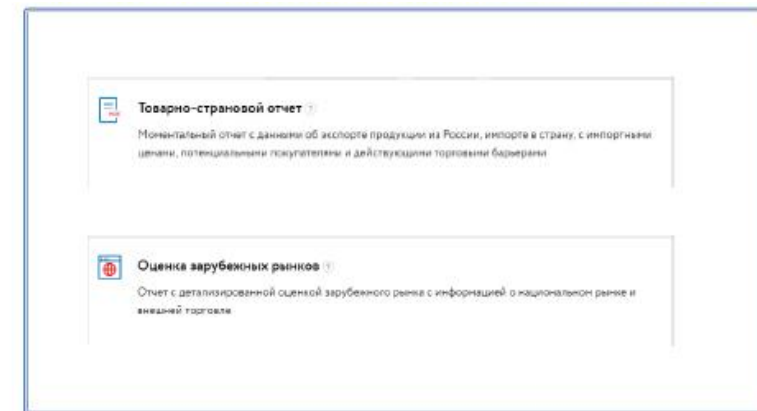 Товарно-страновой отчет ?
Моментальный отчет с данными об экспорте продукции из России, импорте в страну, с импортными
ценами, потенциальными покупателями и действующими торговыми барьерами
Оценка зарубежных рынков ?
Отчет с детализированной оценкой зарубежного рынка с информацией о национальном рынке и
внешней торговле